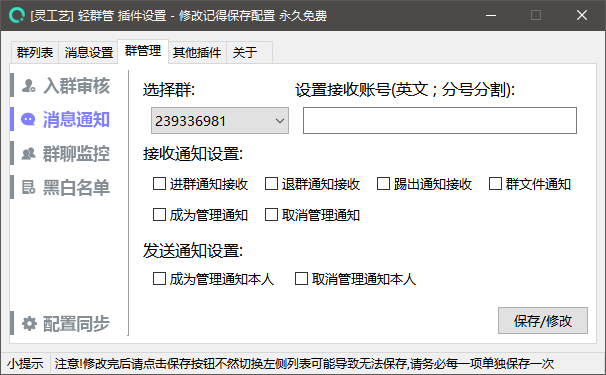 [灵工艺] 轻群管 插件设置 - 修改记得保存配置 永久免费
群列表 消息设置 群管理 其他插件 关于
入群审核
消息通知
群聊监控
黑白名单
配置同步
选择群: 设置接收账号(英文 ; 分号分割):
239336981
接收通知设置:
进群通知接收 退群通知接收 踢出通知接收 群文件通知
成为管理通知 取消管理通知
发送通知设置:
成为管理通知本人 取消管理通知本人
保存/修改
小提示 注意!修改完后请点击保存按钮不然切换左侧列表可能导致无法保存,请务必每一项单独保存一次